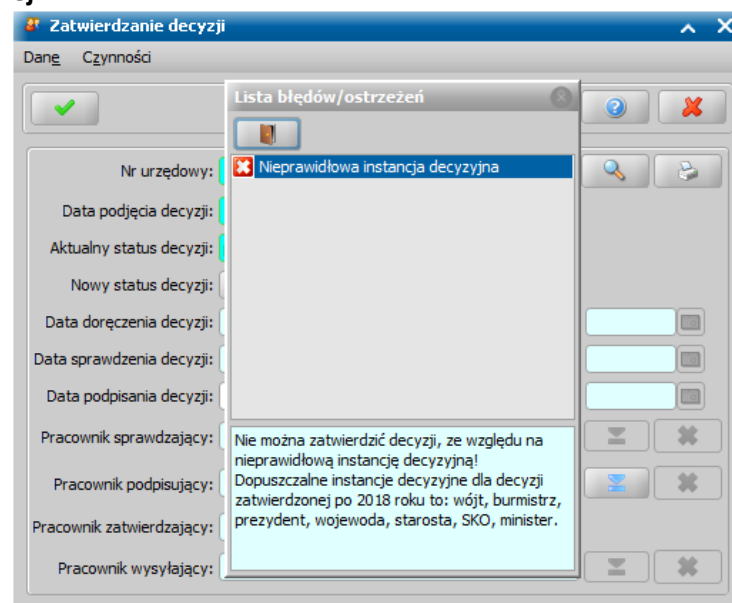 Zatwierdzanie decyzji
Dane Czynności
Lista błędów/ostrzeżeń
Nieprawidłowa instancja decyzyjna
Nr urzędowy:
Data podjęcia decyzji:
Aktualny status decyzji:
Nowy status decyzji:
Data doręczenia decyzji:
Data sprawdzenia decyzji:
Data podpisania decyzji:
Pracownik sprawdzający:
Pracownik podpisujący:
Pracownik zatwierdzający:
Pracownik wysyłający:
Nie można zatwierdzić decyzji, ze względu na
nieprawidłową instancję decyzyjną!
Dopuszczalne instancje decyzyjne dla decyzji
zatwierdzonej po 2018 roku to: wójt, burmistrz,
prezydent, wojewoda, starosta, SKO, minister.